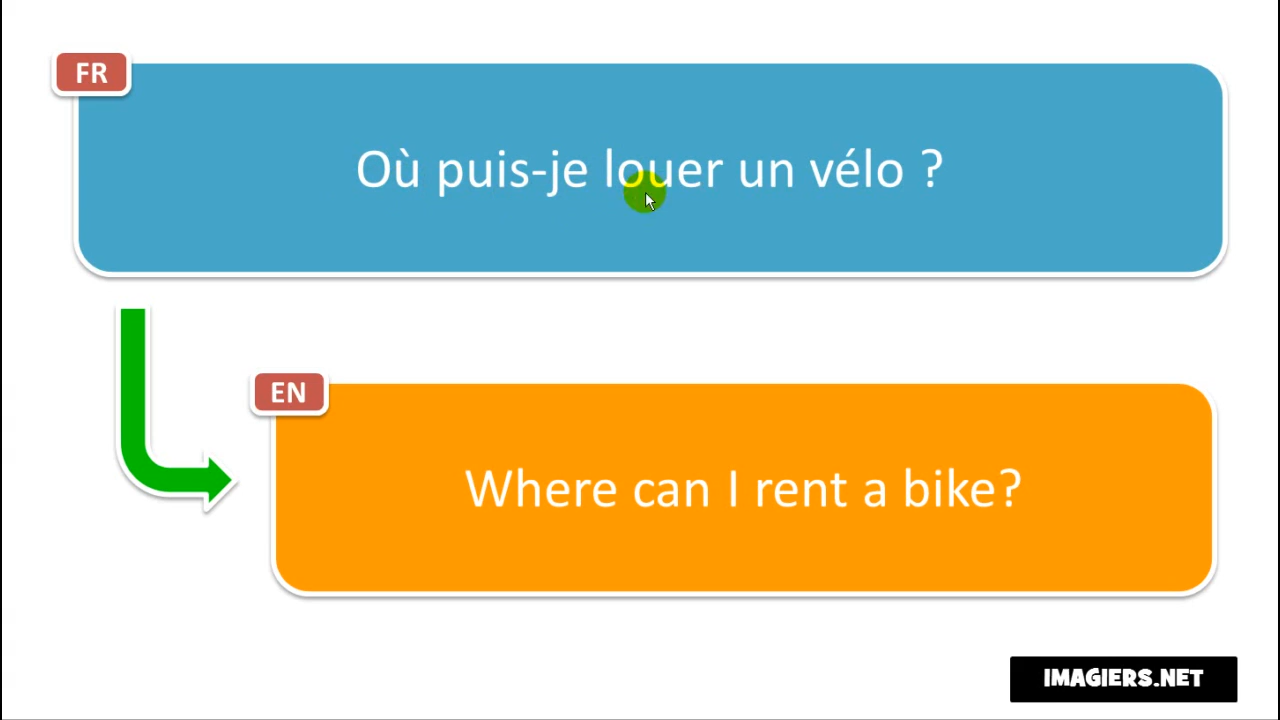 FR
Où puis-je louer un vélo ?
EN
Where can I rent a bike?
IMAGIERS.NET